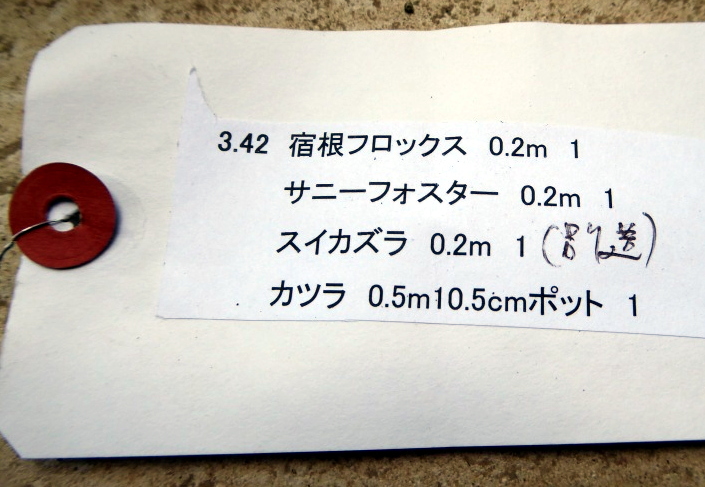 3.42 宿根フロックス 0.2m 1
サニーフォスター 0.2m 1
スイカズラ 0.2m 1 (別送)
カツラ 0.5m10.5cmポット 1